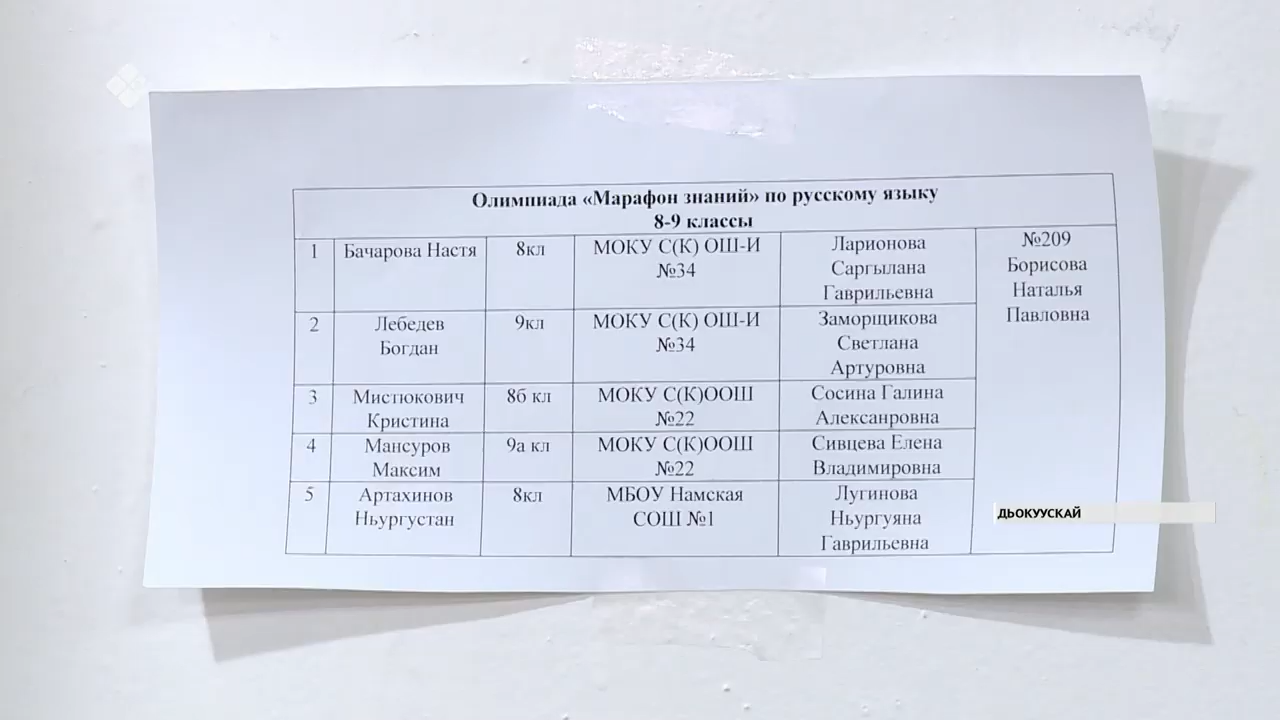 Олимпиада «Марафон знаний» по русскому языку
8-9 классы
1
Бачарова Настя
8кл
МОКУ С(К) ОШ-И
№34
Ларионова
Саргылана
Гаврильевна
№209
Борисова
Наталья
Павловна
2
Лебедев
Богдан
9кл
МОКУ С(К) ОШ-И
№34
Заморщикова
Светлана
Артуровна
3
Мистюкович
Кристина
8б кл
МОКУ С(К)ООШ
№22
Сосина Галина
Алексанровна
4
Мансуров
Максим
9а кл
МОКУ С(К)ООШ
№22
Сивцева Елена
Владимировна
5
Артахинов
Ньургустан
8кл
МБОУ Намская
СОШ №1
Лугинова
Ньургуяна
Гаврильевна
ДЬОКУУСКАЙ